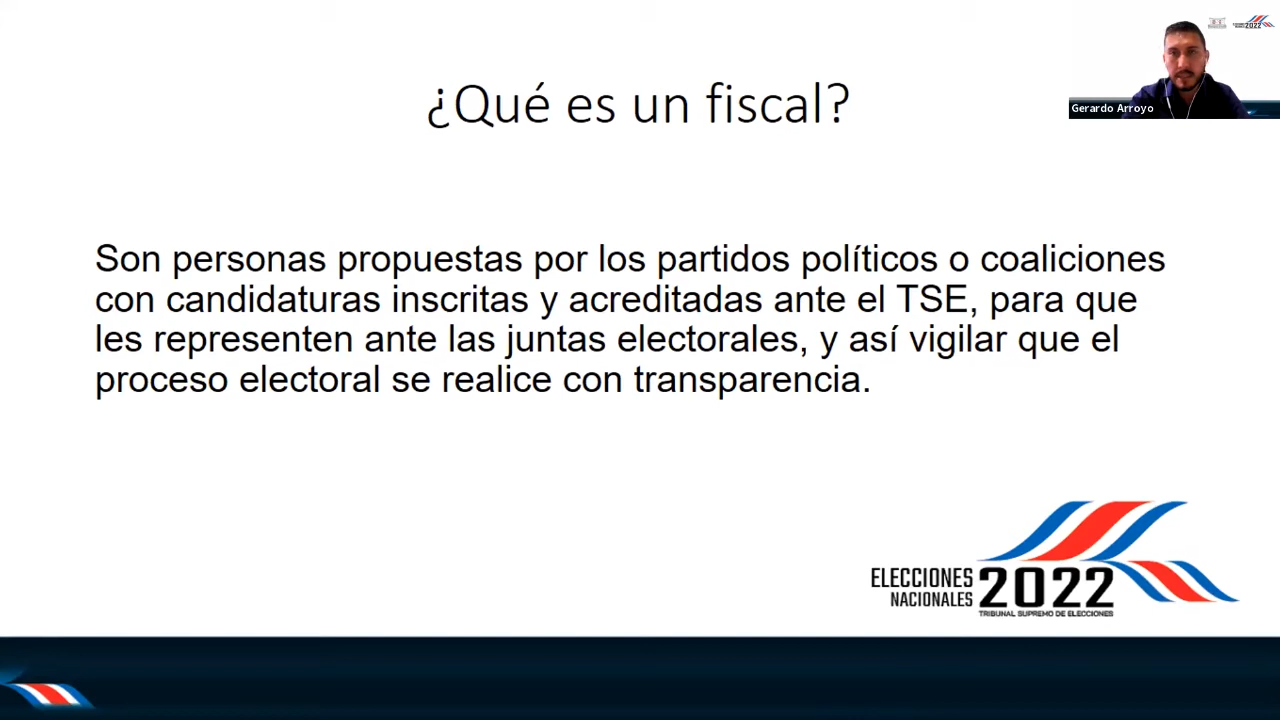 2022
¿Qué es un fiscal?
Gerardo Arroyo
Son personas propuestas por los partidos políticos o coaliciones
con candidaturas inscritas y acreditadas ante el TSE, para que
les representen ante las juntas electorales, y así vigilar que el
proceso electoral se realice con transparencia.
ELECCIONES
NACIONALES
2022
TRIBUNAL SUPREMO DE ELECCIONES